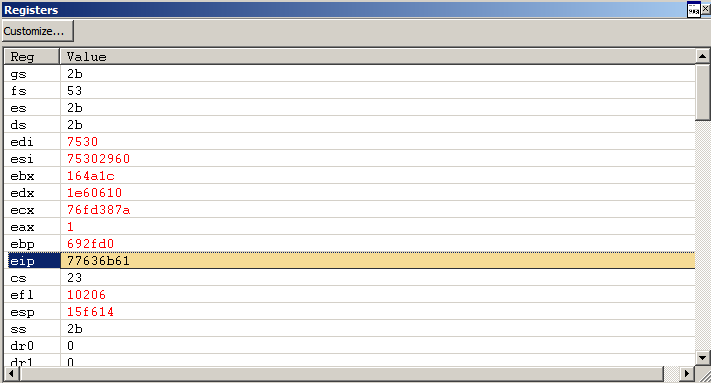 Registers
Customize...
Reg Value
gs 2b
fs 53
es 2b
ds 2b
edi 7530
esi 75302960
ebx 164a1c
edx 1e60610
ecx 76fd387a
eax 1
ebp 692fd0
eip 77636b61
cs 23
efl 10206
esp 15f614
ss 2b
dr0 0
dr1 0